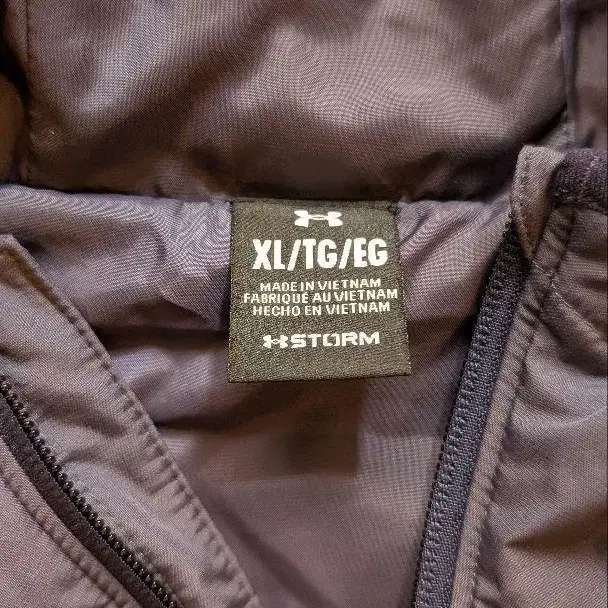 XL/TG/EG
MADE IN VIETNAM
FABRIQUÉ AU VIETNAM
HECHO EN VIETNAM
STORM